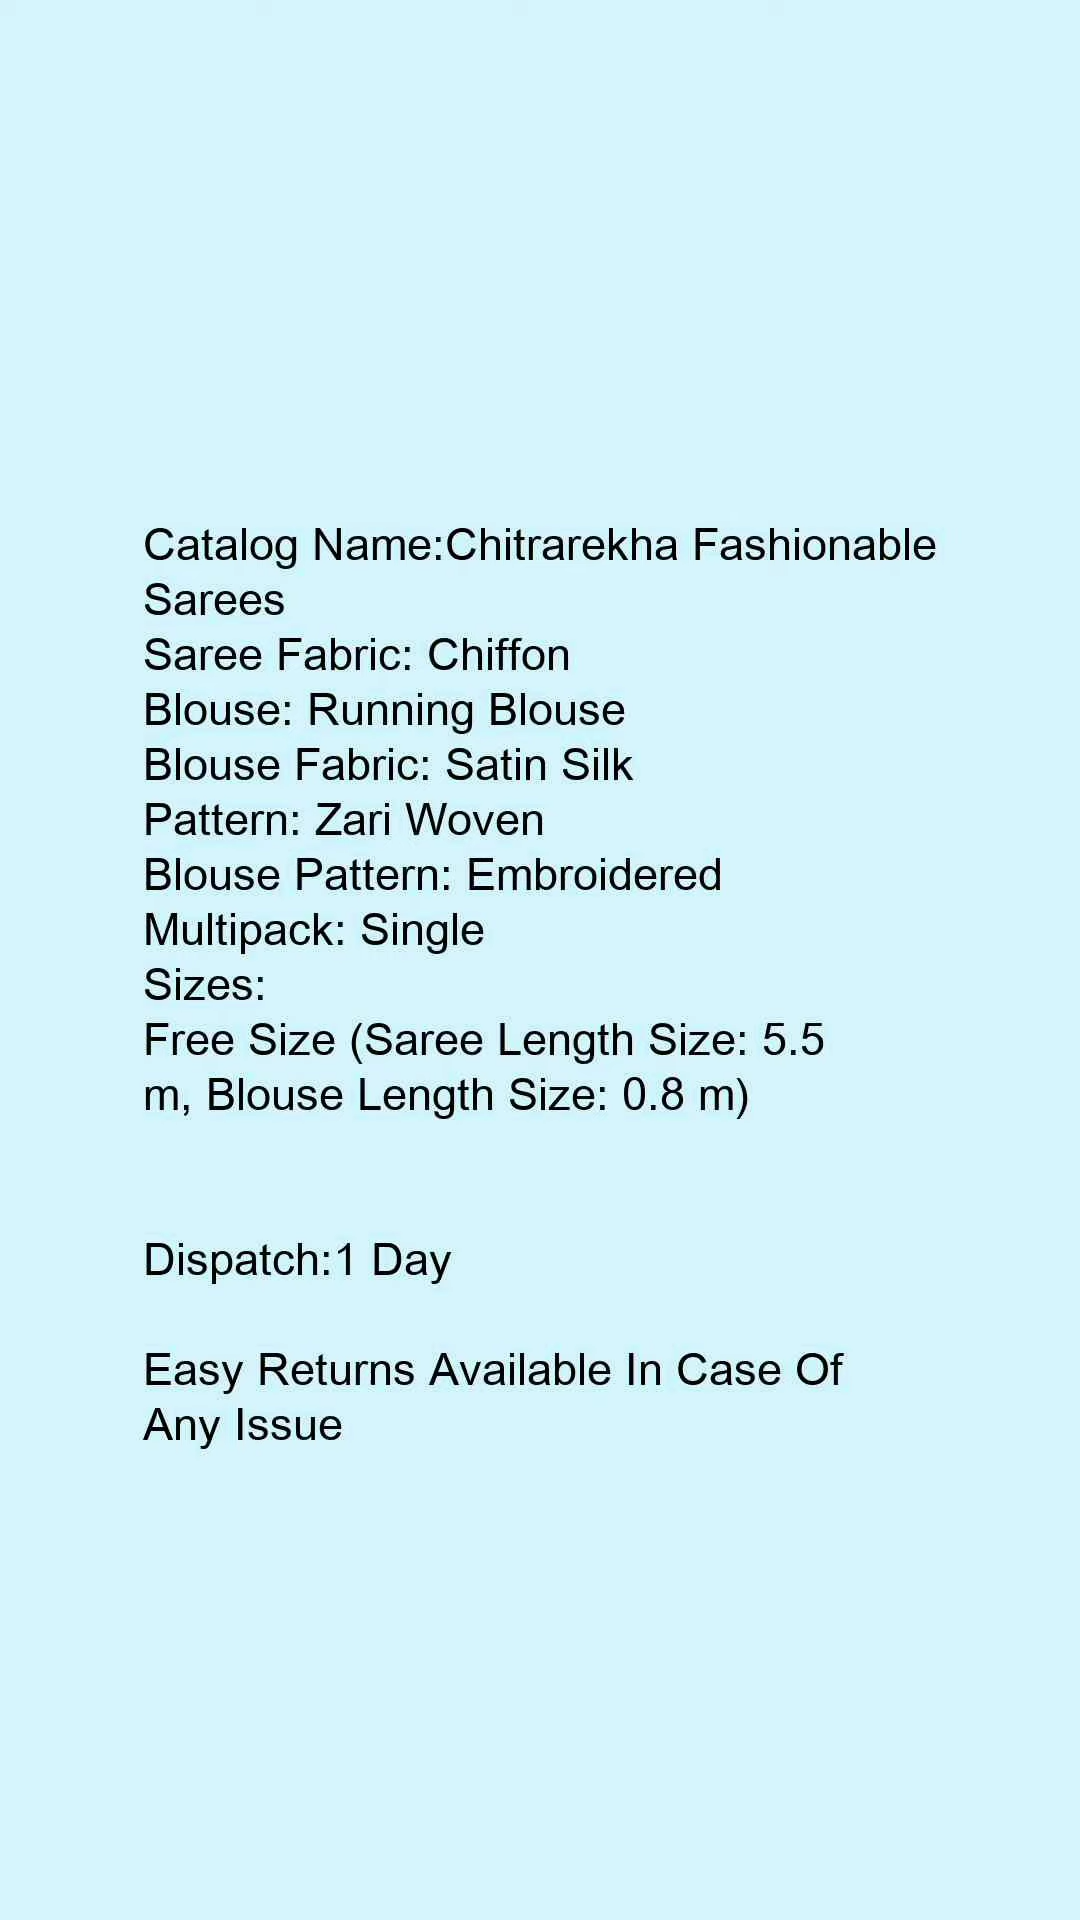 Catalog Name:Chitrarekha Fashionable
Sarees
Saree Fabric: Chiffon
Blouse: Running Blouse
Blouse Fabric: Satin Silk
Pattern: Zari Woven
Blouse Pattern: Embroidered
Multipack: Single
Sizes:
Free Size (Saree Length Size: 5.5
m, Blouse Length Size: 0.8 m)
Dispatch:1 Day
Easy Returns Available In Case Of
Any Issue